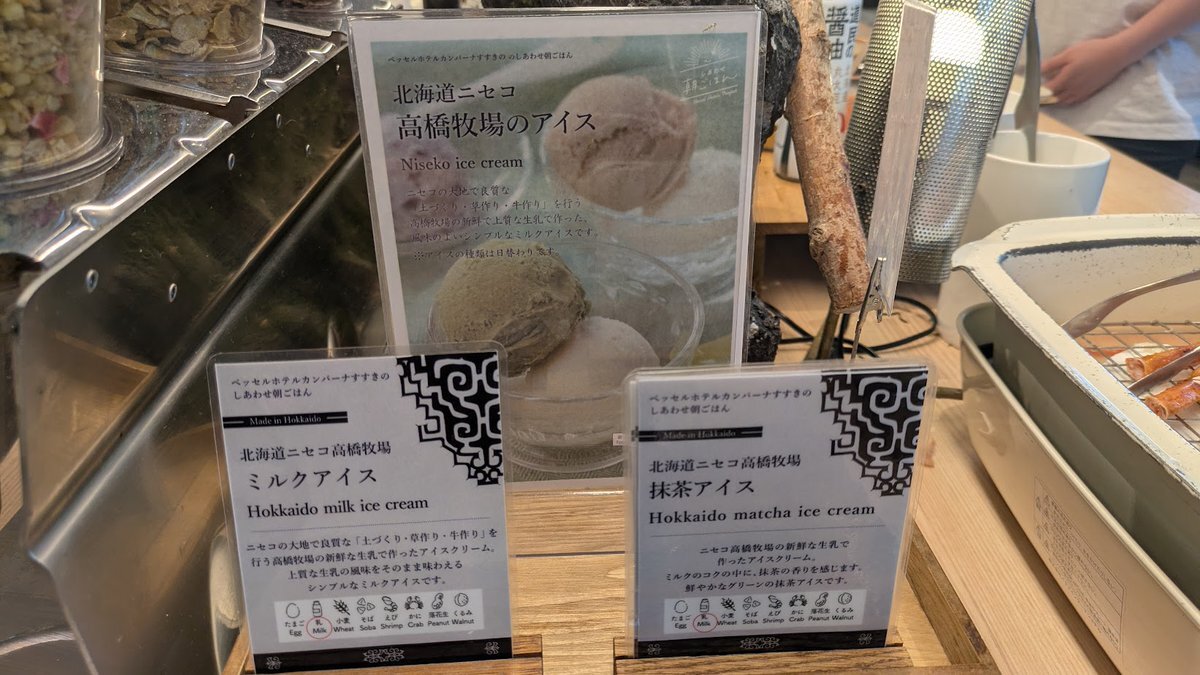 ベッセルホテルカンパーナすすきの のしあわせ朝ごはん
北海道ニセコ
高橋牧場のアイス
Niseko ice cream
ニセコの大地で良質な
「土づくり・草作り・牛作り」を行う
高橋牧場の新鮮で上質な生乳で作った、
風味のよいシンプルなミルクアイスです。
※アイスの種類は日替わりです。
朝ごはん
醤油
ベッセルホテルカンパーナすすきの
しあわせ朝ごはん
Made in Hokkaido
北海道ニセコ高橋牧場
ミルクアイス
Hokkaido milk ice cream
ニセコの大地で良質な「土づくり・草作り・牛作り」を
行う高橋牧場の新鮮な生乳で作ったアイスクリーム。
上質な生乳の風味をそのまま味わえる
シンプルなミルクアイスです。
たまご 乳 小麦 そば えび かに 落花生 くるみ
Egg Milk Wheat Soba Shrimp Crab Peanut Walnut
ベッセルホテルカンパーナすすきの
しあわせ朝ごはん
Made in Hokkaido
北海道ニセコ高橋牧場
抹茶アイス
Hokkaido matcha ice cream
ニセコ高橋牧場の新鮮な生乳で
作ったアイスクリーム。
ミルクのコクの中に、抹茶の香りを感じます。
鮮やかなグリーンの抹茶アイスです。
たまご 乳 小麦 そば えび かに 落花生 くるみ
Egg Milk Wheat Soba Shrimp Crab Peanut Walnut